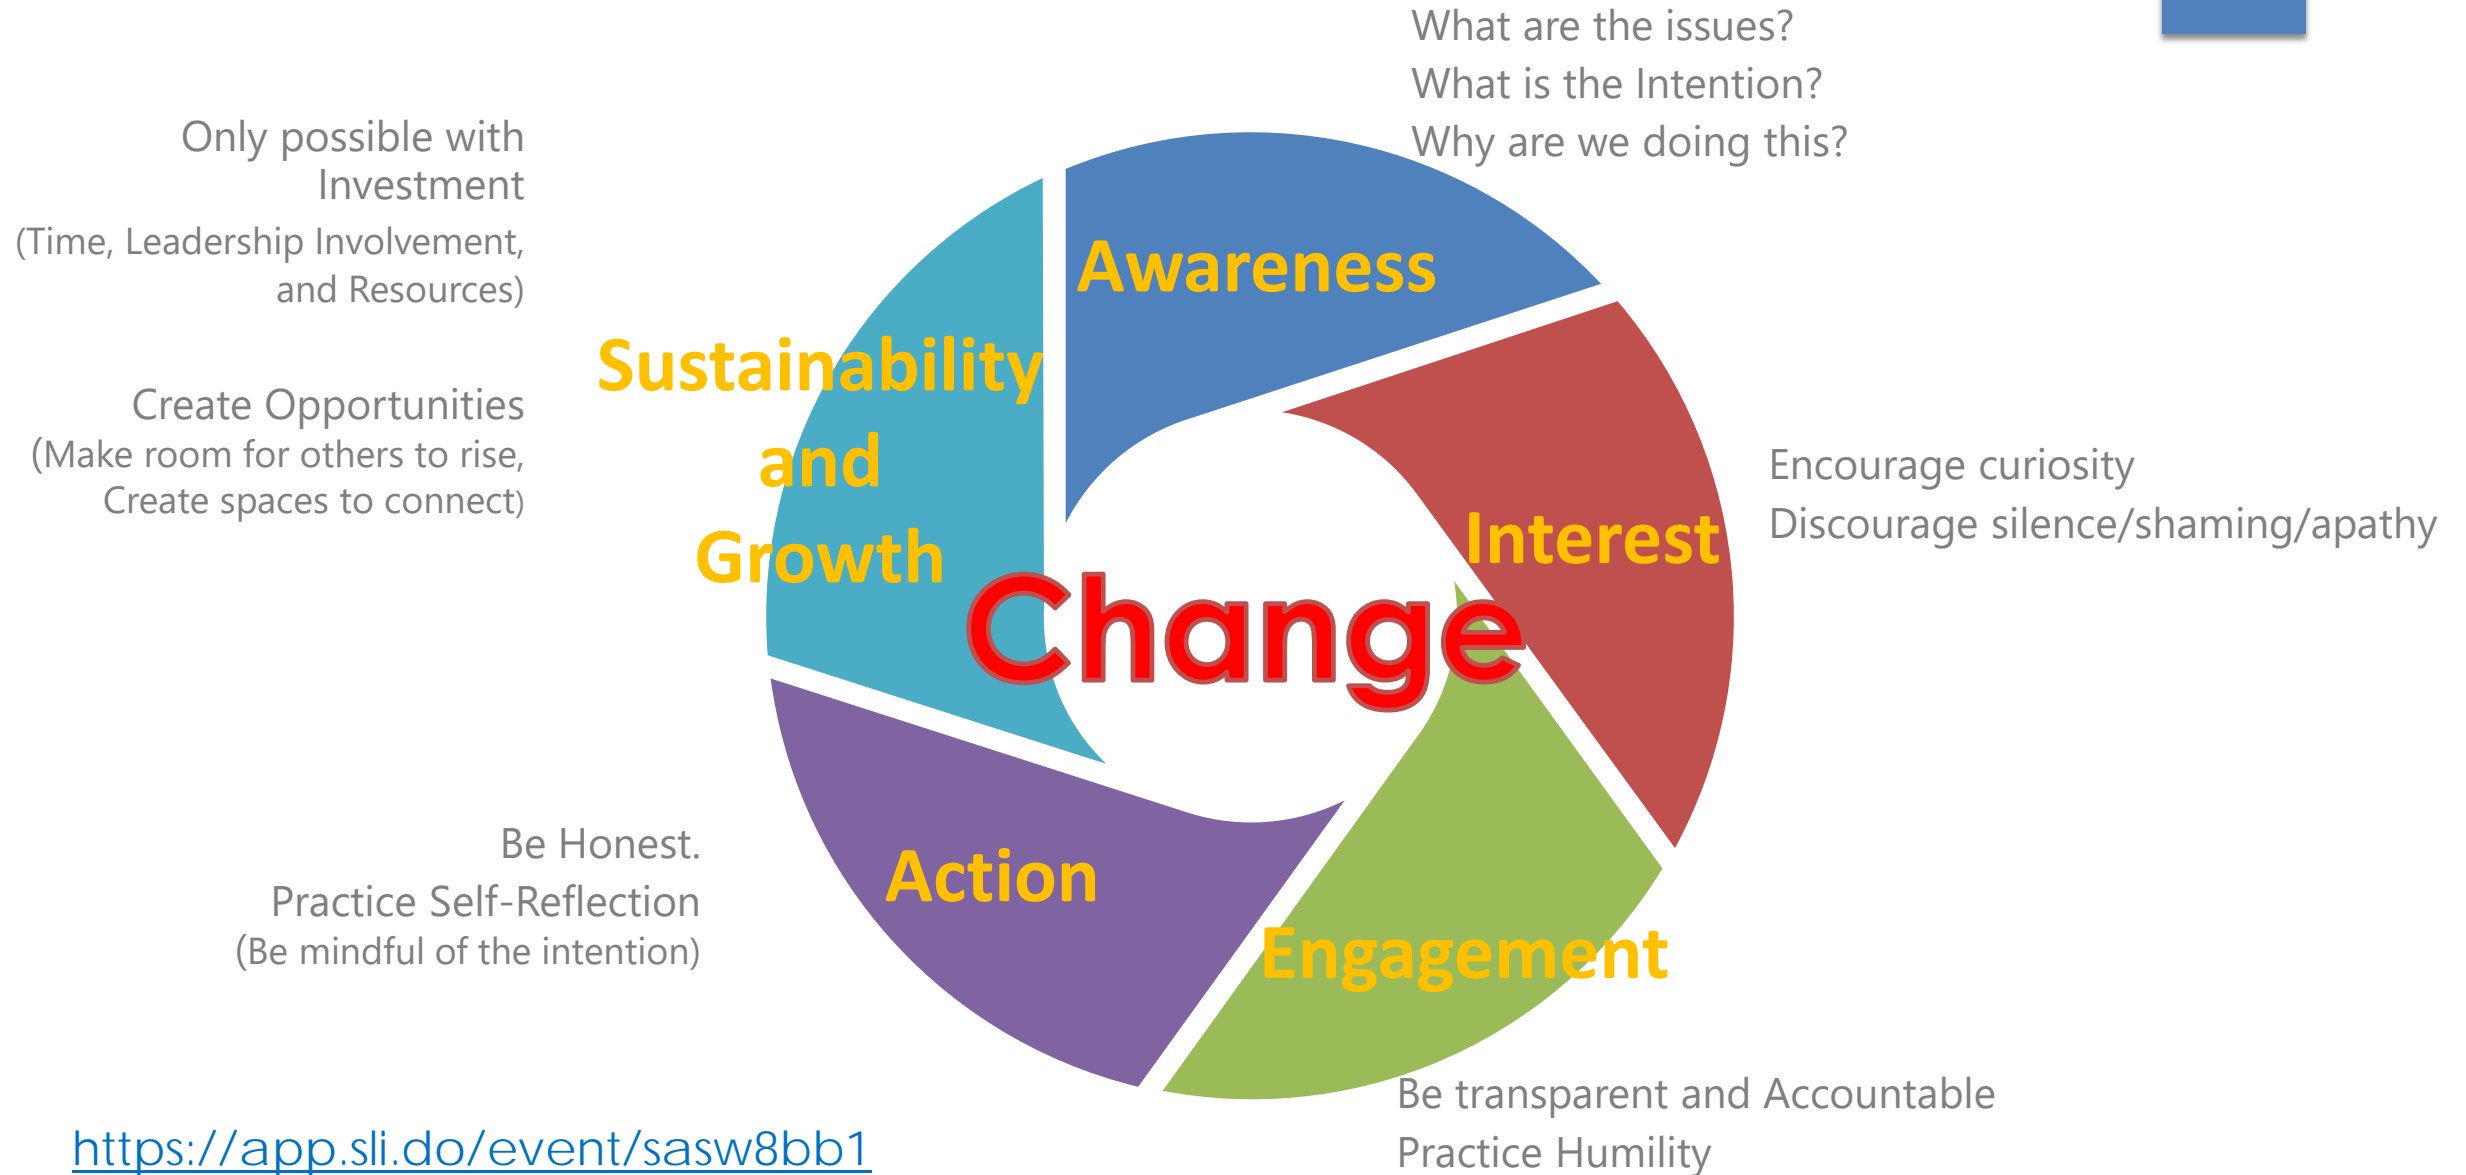 What are the issues?
What is the Intention?
Why are we doing this?
Awareness
Encourage curiosity
Discourage silence/shaming/apathy
Interest
Change
Engagement
Be transparent and Accountable
Practice Humility
Action
Be Honest.
Practice Self-Reflection
(Be mindful of the intention)
Sustainability
and
Growth
Only possible with
Investment
(Time, Leadership Involvement,
and Resources)
Create Opportunities
(Make room for others to rise,
Create spaces to connect)
https://app.sli.do/event/sasw8bb1